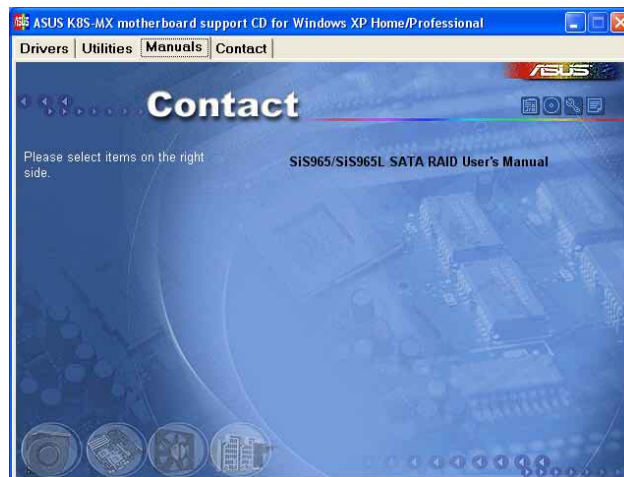 ASUS K8S-MX motherboard support CD for Windows XP Home/Professional
Drivers
Utilities
Manuals
Contact
ASUS
Contact
Please select items on the right
side.
SiS965/SiS965L SATA RAID User's Manual